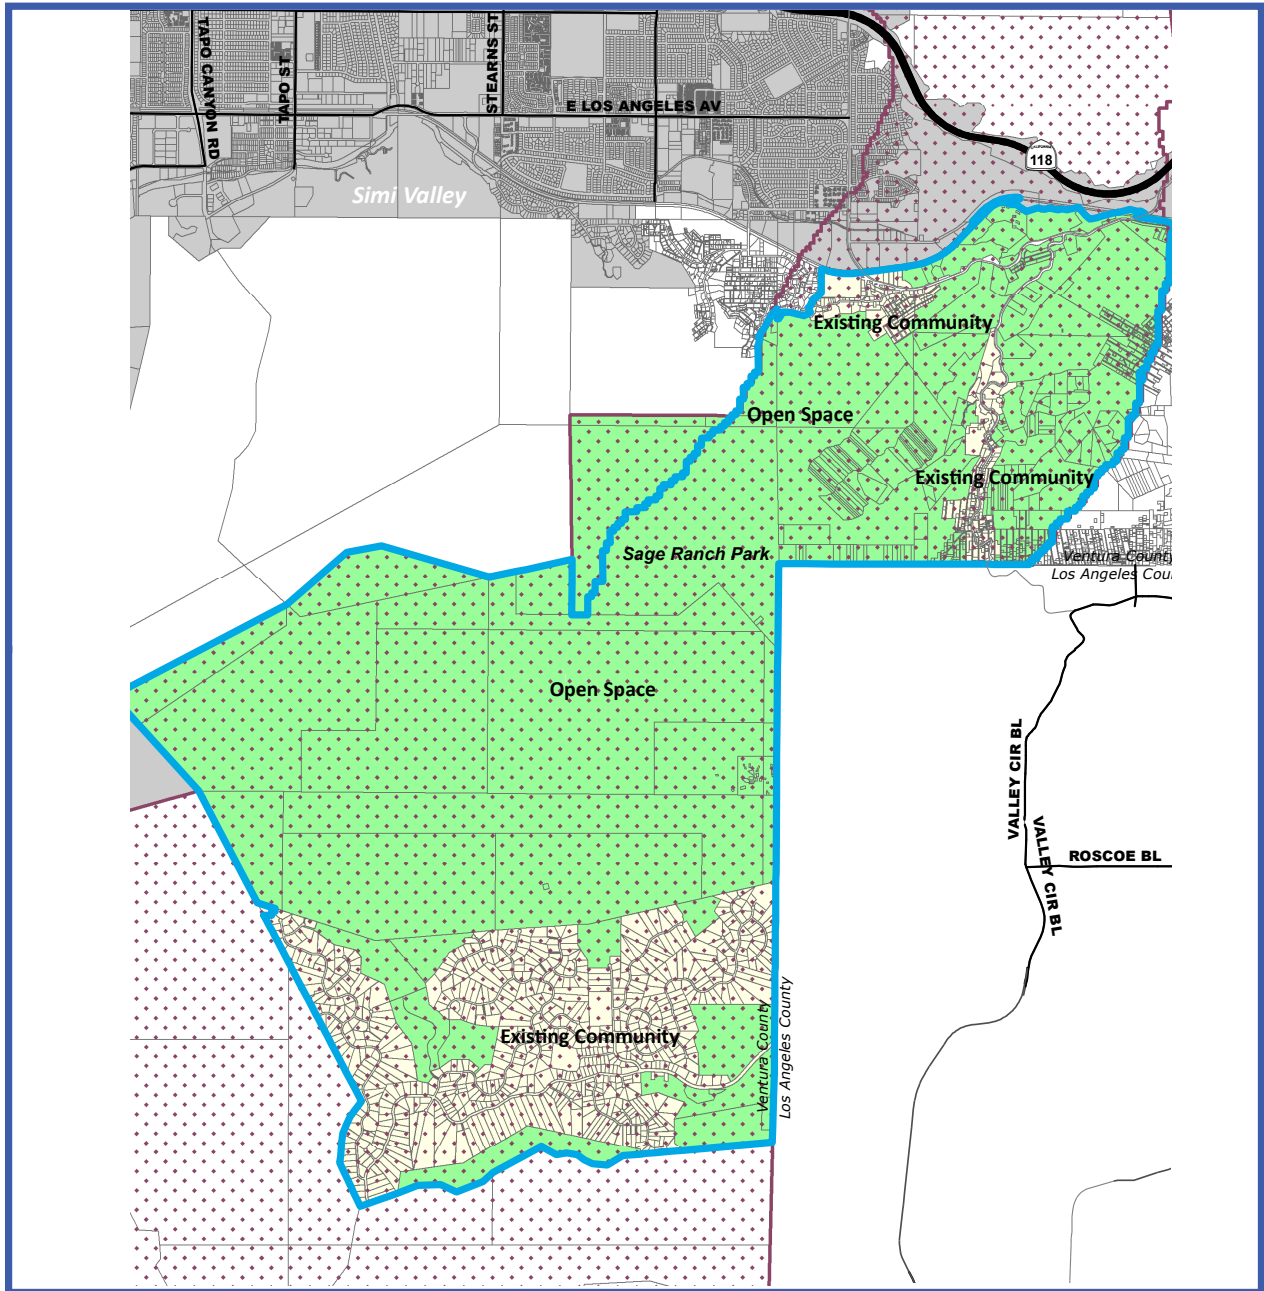 TAPO CANYON RD
TAPO ST
STEARNS ST
E LOS ANGELES AV
CALIFORNIA
118
Simi Valley
Existing Community
Open Space
Existing Community
Sage Ranch Park
Ventura County
Los Angeles Cou
Open Space
VALLEY CIR BL
VALLEY CIR BL
ROSCOE BL
Existing Community
Ventura County
Los Angeles County